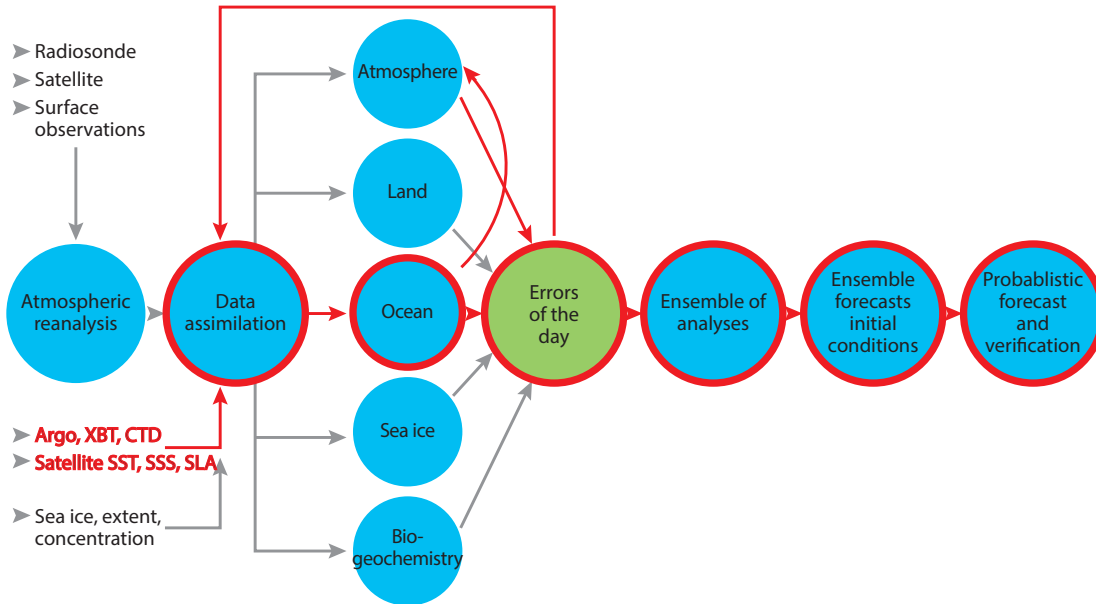 Radiosonde
Satellite
Surface
observations
Atmospheric
reanalysis
Argo, XBT, CTD
Satellite SST, SSS, SLA
Sea ice, extent,
concentration
Data
assimilation
Atmosphere
Land
Ocean
Sea ice
Bio-
geochemistry
Errors
of the
day
Ensemble of
analyses
Ensemble
forecasts
initial
conditions
Probablistic
forecast
and
verification